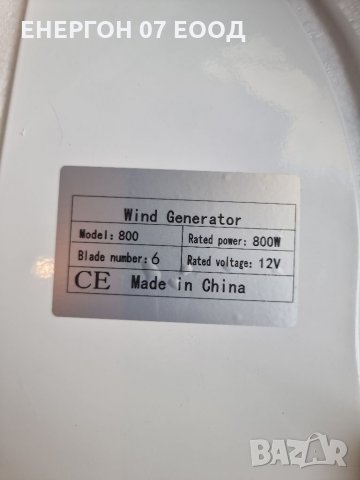 ЕНЕРГОН 07 ЕООД
Wind Generator
Model: 800 Rated power: 800W
Blade number: 6 Rated voltage: 12V
CE Made in China
BAZAR